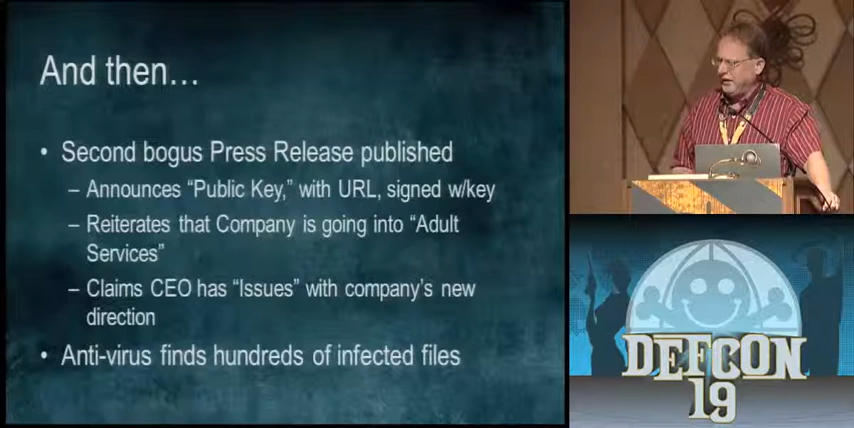 And then…
• Second bogus Press Release published
– Announces “Public Key,” with URL, signed w/key
– Reiterates that Company is going into “Adult
Services”
– Claims CEO has “Issues” with company’s new
direction
• Anti-virus finds hundreds of infected files
DEFCON
19